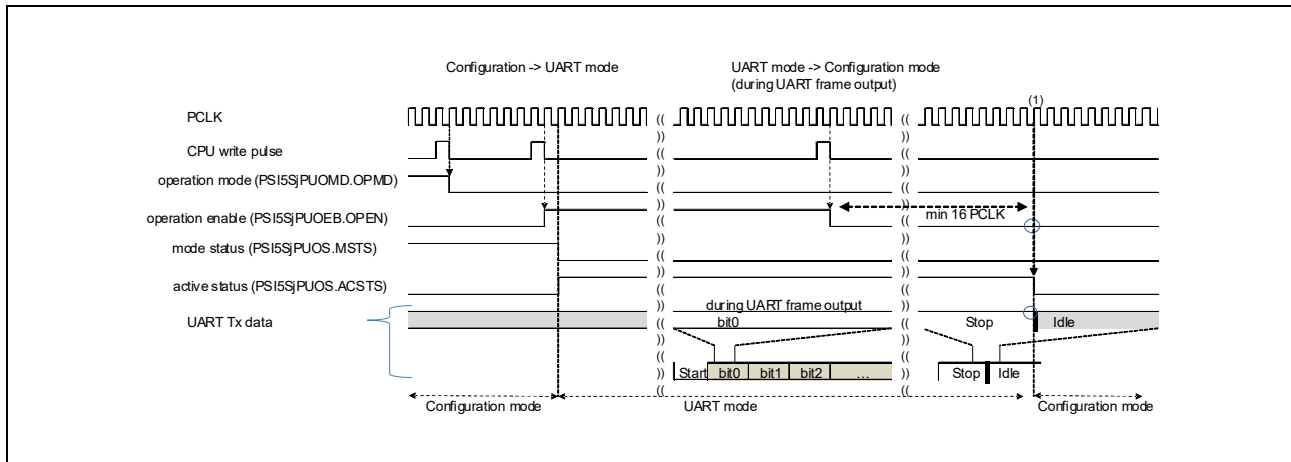 Configuration -> UART mode
UART mode -> Configuration mode
(during UART frame output)
(1)
PCLK
CPU write pulse
operation mode (PSI5SjPUOMD.OPMD)
operation enable (PSI5SjPUOEB.OPEN)
min 16 PCLK
mode status (PSI5SjPUOS.MSTS)
active status (PSI5SjPUOS.ACSTS)
during UART frame output
UART Tx data
bit0
Stop
Idle
Start bit0 bit1 bit2 ...
Stop Idle
Configuration mode
UART mode
Configuration mode